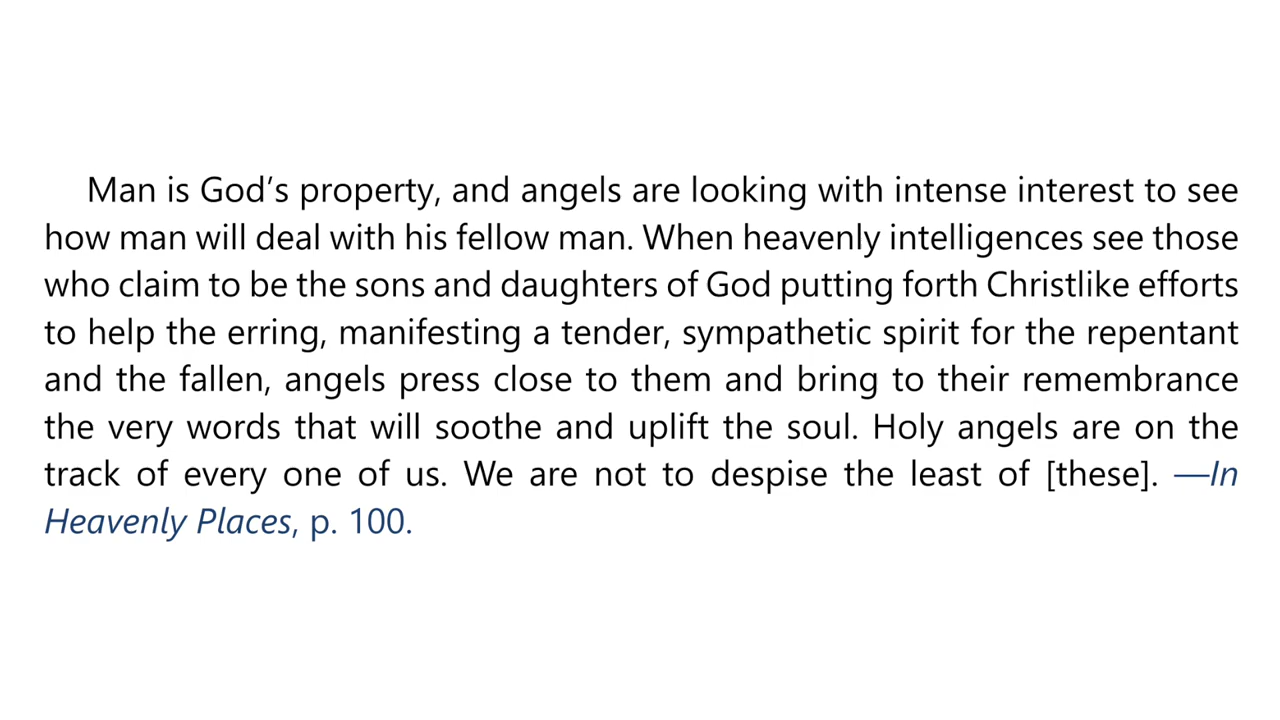 Man is God’s property, and angels are looking with intense interest to see
how man will deal with his fellow man. When heavenly intelligences see those
who claim to be the sons and daughters of God putting forth Christlike efforts
to help the erring, manifesting a tender, sympathetic spirit for the repentant
and the fallen, angels press close to them and bring to their remembrance
the very words that will soothe and uplift the soul. Holy angels are on the
track of every one of us. We are not to despise the least of [these]. —In
Heavenly Places, p. 100.